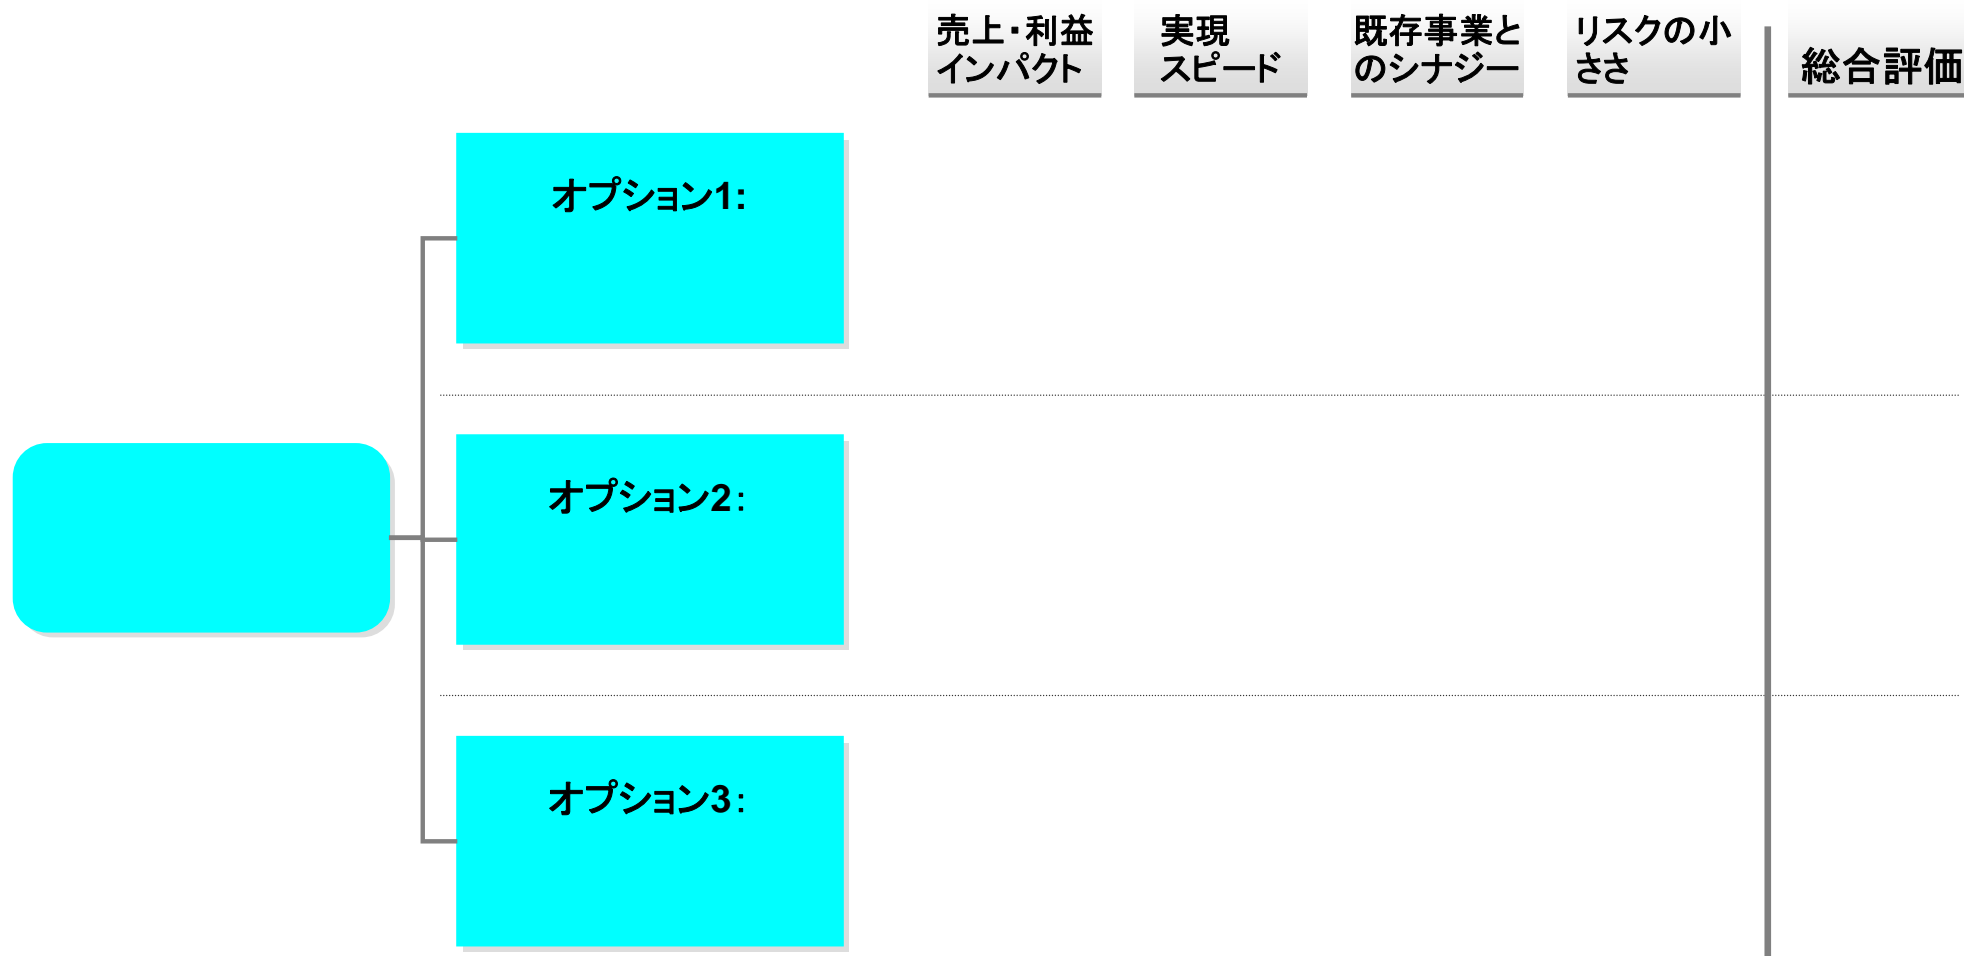 売上・利益
インパクト
実現
スピード
既存事業と
のシナジー
リスクの小
ささ
総合評価
オプション1:
オプション2:
オプション3: